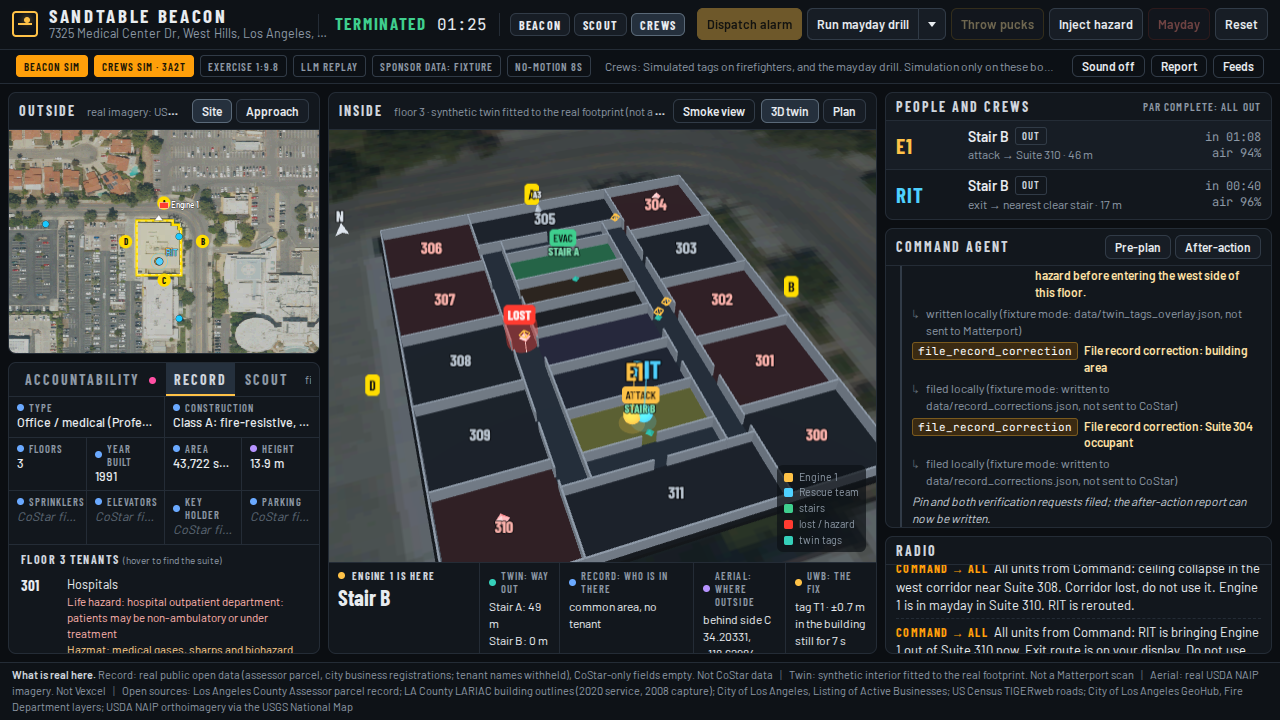 SANDTABLE BEACON
7325 Medical Center Dr, West Hills, Los Angeles, ...
TERMINATED 01:25
BEACON SCOUT CREWS
Dispatch alarm
Run mayday drill
Throw pucks
Inject hazard
Mayday
Reset
BEACON SIM
CREWS SIM · 3A2T
EXERCISE 1:9.8
LLM REPLAY
SPONSOR DATA: FIXTURE
NO-MOTION 8S
Crews: Simulated tags on firefighters, and the mayday drill. Simulation only on these bo...
Sound off
Report
Feeds
OUTSIDE
real imagery: US...
Site
Approach
Engine 1
D
B
C
INSIDE
floor 3 · synthetic twin fitted to the real footprint (not a ...
Smoke view
3D twin
Plan
N
304
305
306
303
EVAC
STAIR A
307
302
B
LOST
308
301
E1
RIT
D
ATTACK
STAIR B
309
300
311
310
Engine 1
Rescue team
stairs
lost / hazard
twin tags
ENGINE 1 IS HERE
Stair B
TWIN: WAY OUT
Stair A: 49 m
Stair B: 0 m
RECORD: WHO IS IN THERE
common area, no tenant
AERIAL: WHERE OUTSIDE
behind side C
34.20331,
UWB: THE FIX
tag T1 · ±0.7 m
in the building
still for 7 s
PEOPLE AND CREWS
PAR COMPLETE: ALL OUT
E1
Stair B OUT
attack → Suite 310 · 46 m
in 01:08
air 94%
RIT
Stair B OUT
exit → nearest clear stair · 17 m
in 00:40
air 96%
COMMAND AGENT
Pre-plan
After-action
hazard before entering the west side of
this floor.
↳ written locally (fixture mode: data/twin_tags_overlay.json, not
sent to Matterport)
file_record_correction File record correction: building
area
↳ filed locally (fixture mode: written to
data/record_corrections.json, not sent to CoStar)
file_record_correction File record correction: Suite 304
occupant
↳ filed locally (fixture mode: written to
data/record_corrections.json, not sent to CoStar)
Pin and both verification requests filed; the after-action report can
now be written.
RADIO
COMMAND → ALL All units from Command: ceiling collapse in the
west corridor near Suite 308. Corridor lost, do not use it. Engine
1 is in mayday in Suite 310. RIT is rerouted.
COMMAND → ALL All units from Command: RIT is bringing Engine
1 out of Suite 310 now. Exit route is on your display. Do not use
ACCOUNTABILITY
RECORD
SCOUT
fi
TYPE
Office / medical (Profe...
CONSTRUCTION
Class A: fire-resistive, ...
FLOORS
3
YEAR BUILT
1991
AREA
43,722 s...
HEIGHT
13.9 m
SPRINKLERS
CoStar fi...
ELEVATORS
CoStar fi...
KEY HOLDER
CoStar fi...
PARKING
CoStar fi...
FLOOR 3 TENANTS (hover to find the suite)
301
Hospitals
Life hazard: hospital outpatient department:
patients may be non-ambulatory or under
treatment
Hazmat: medical gases, sharps and biohazard
What is real here. Record: real public open data (assessor parcel, city business registrations; tenant names withheld), CoStar-only fields empty. Not CoStar data | Twin: synthetic interior fitted to the real footprint. Not a Matterport scan | Aerial: real USDA NAIP
imagery. Not Vexcel | Open sources: Los Angeles County Assessor parcel record; LA County LARIAC building outlines (2020 service, 2008 capture); City of Los Angeles, Listing of Active Businesses; US Census TIGERweb roads; City of Los Angeles GeoHub, Fire
Department layers; USDA NAIP orthoimagery via the USGS National Map